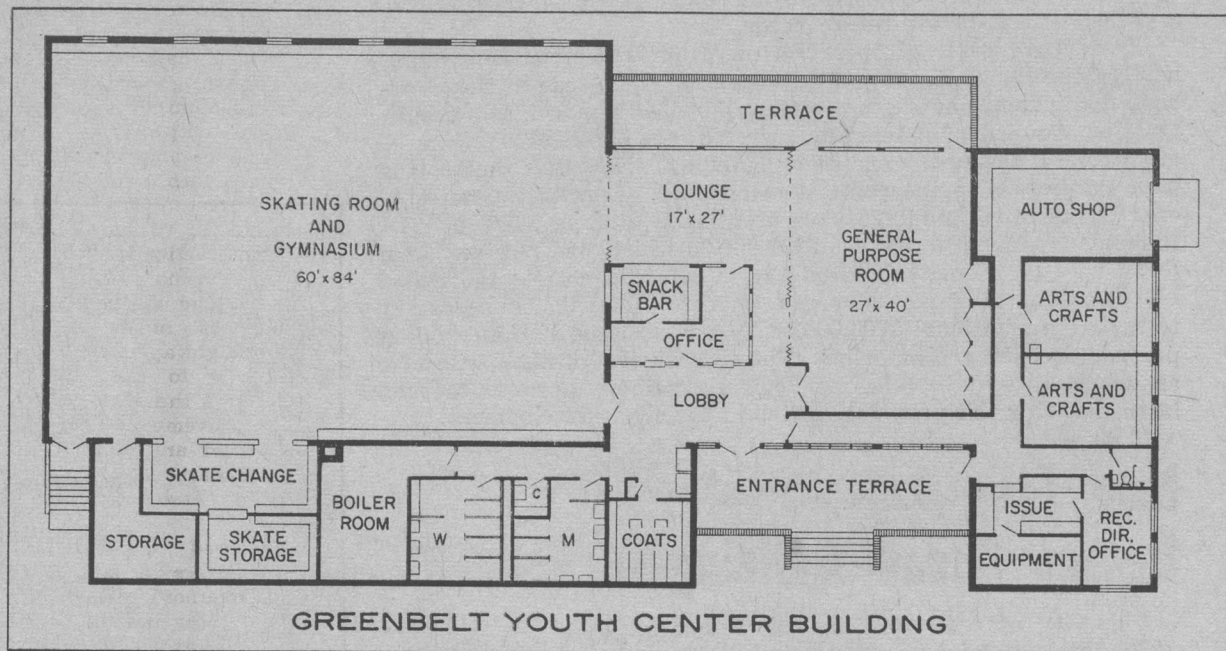 TERRACE
SKATING ROOM
AND
GYMNASIUM
60' x 84'
LOUNGE
17' x 27'
GENERAL
PURPOSE
ROOM
27' x 40'
AUTO SHOP
SNACK
BAR
OFFICE
ARTS AND
CRAFTS
ARTS AND
CRAFTS
LOBBY
SKATE CHANGE
BOILER
ROOM
STORAGE
SKATE
STORAGE
W
C
M
COATS
ENTRANCE TERRACE
ISSUE
EQUIPMENT
REC.
DIR.
OFFICE
GREENBELT YOUTH CENTER BUILDING